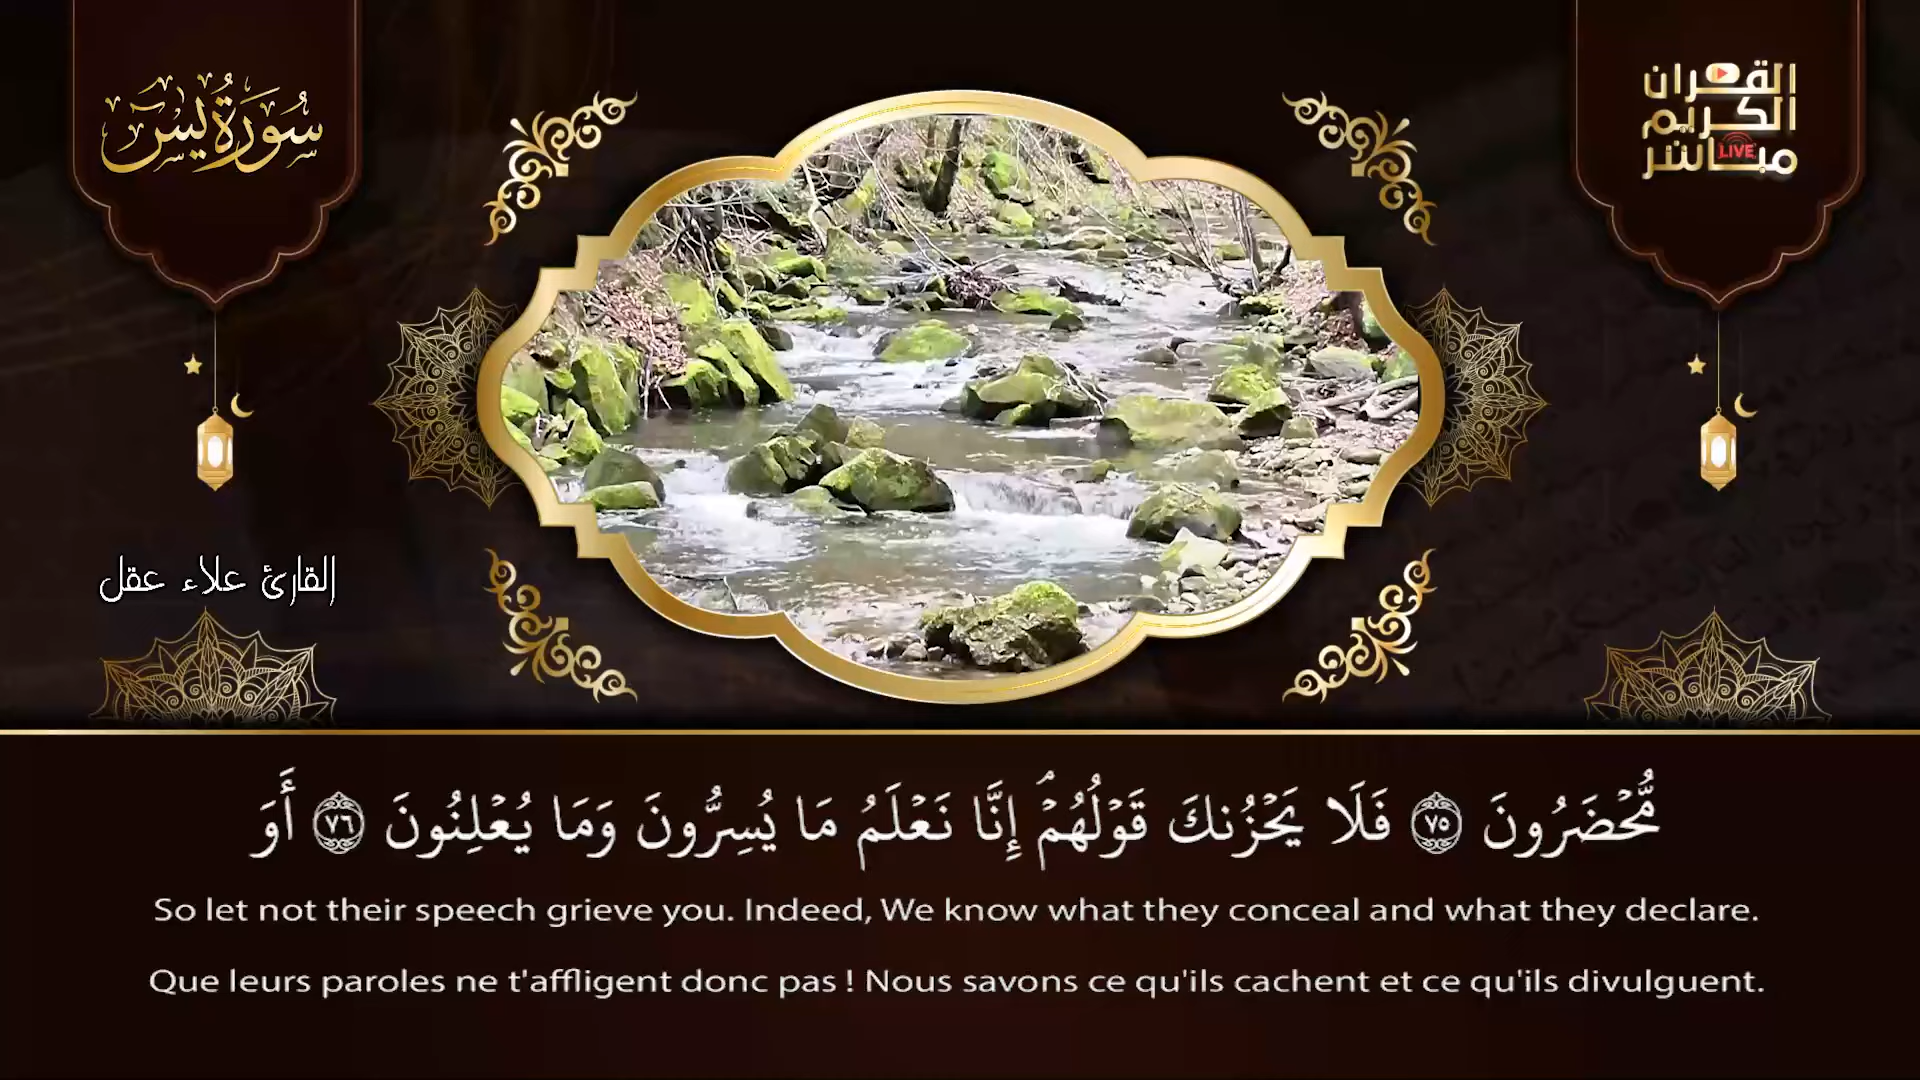 سُورَةُ يسٓ
القرآن
الكريم
مباشر
LIVE
القارئ علاء عقل
مُّحْضَرُونَ ٧٥ فَلَا يَحْزُنكَ قَوْلُهُمْ ۘ إِنَّا نَعْلَمُ مَا يُسِرُّونَ وَمَا يُعْلِنُونَ ٧٦ أَوَ
So let not their speech grieve you. Indeed, We know what they conceal and what they declare.
Que leurs paroles ne t'affligent donc pas ! Nous savons ce qu'ils cachent et ce qu'ils divulguent.